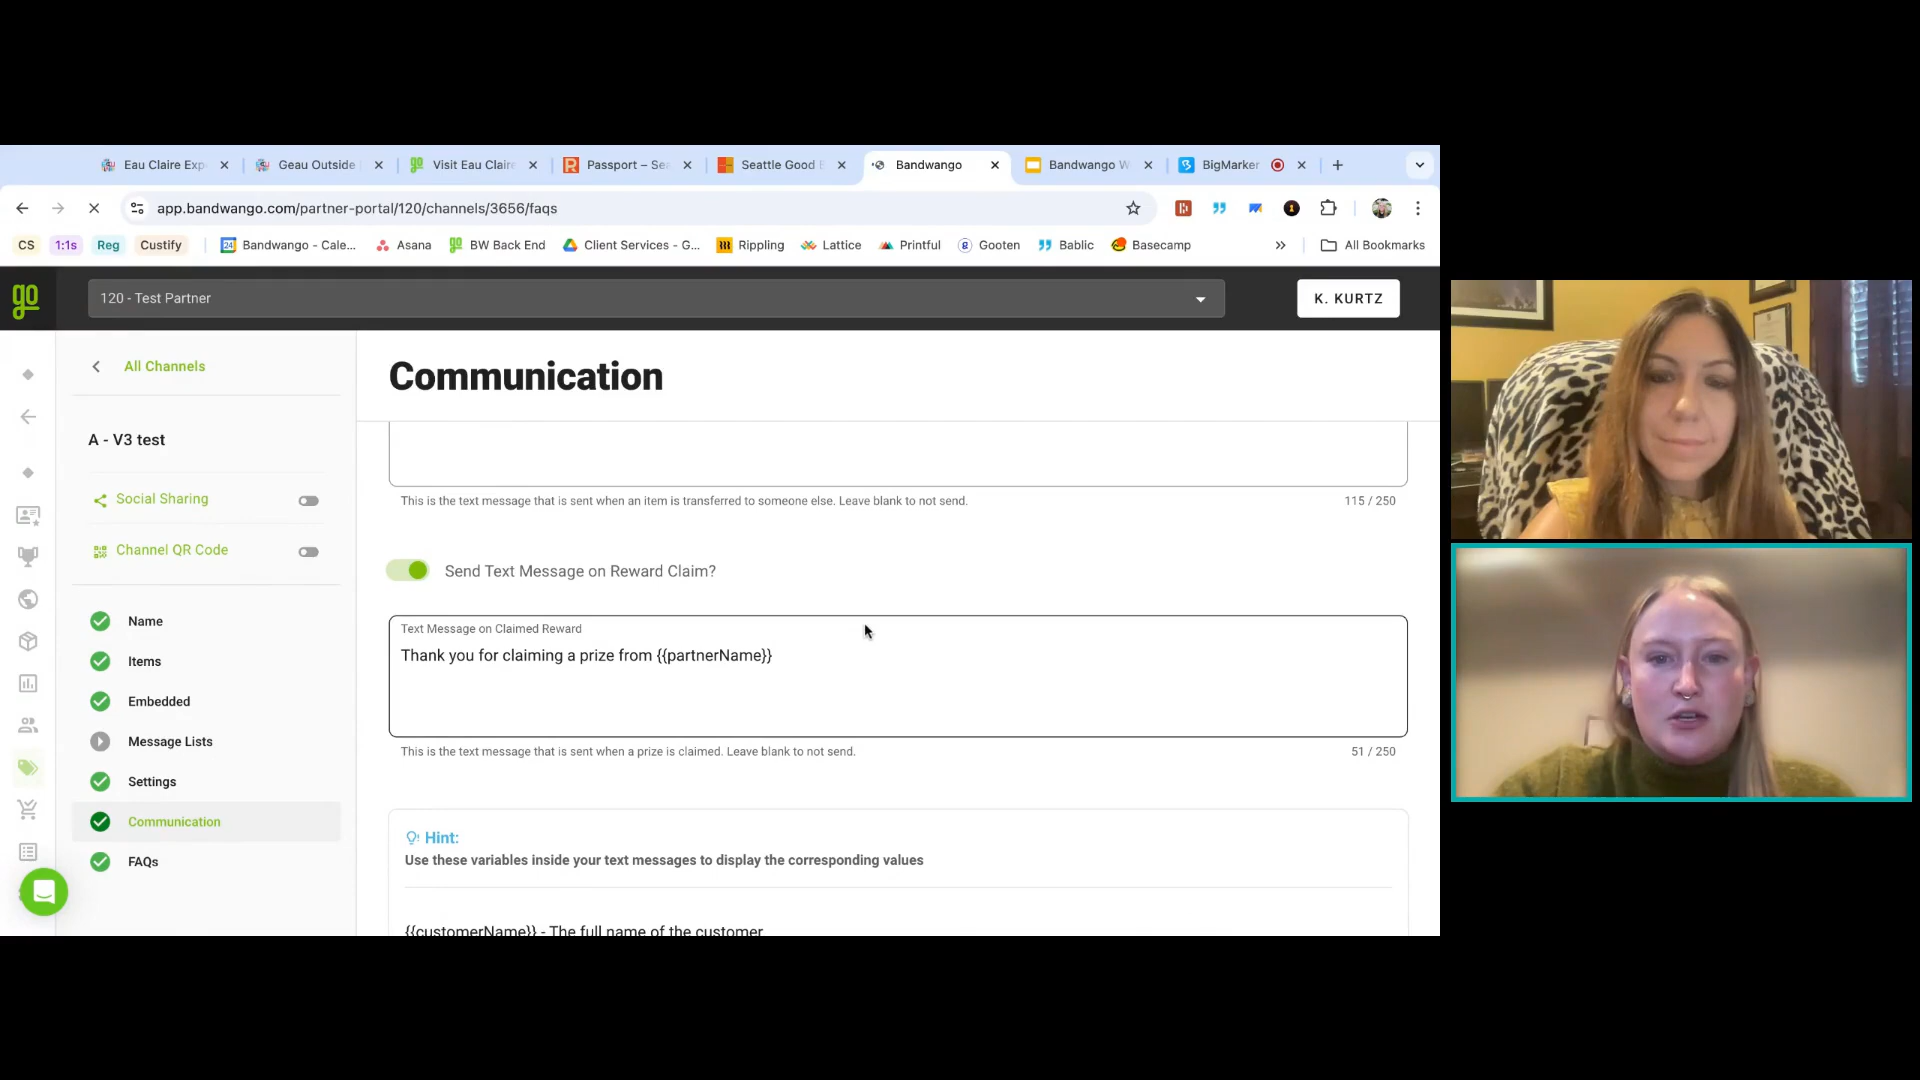 Eau Claire Exp
Geau Outside
Visit Eau Claire
Passport – Sea
Seattle Good B
Bandwango
Bandwango W
BigMarker
app.bandwango.com/partner-portal/120/channels/3656/faqs
CS
1:1s
Reg
Custify
Bandwango - Cale...
Asana
BW Back End
Client Services - G...
Rippling
Lattice
Printful
Gooten
Bablic
Basecamp
All Bookmarks
go
120 - Test Partner
K. KURTZ
All Channels
A - V3 test
Social Sharing
Channel QR Code
Name
Items
Embedded
Message Lists
Settings
Communication
FAQs
Communication
This is the text message that is sent when an item is transferred to someone else. Leave blank to not send.
115 / 250
Send Text Message on Reward Claim?
Text Message on Claimed Reward
Thank you for claiming a prize from {{partnerName}}
This is the text message that is sent when a prize is claimed. Leave blank to not send.
51 / 250
Hint:
Use these variables inside your text messages to display the corresponding values
{{customerName}} - The full name of the customer